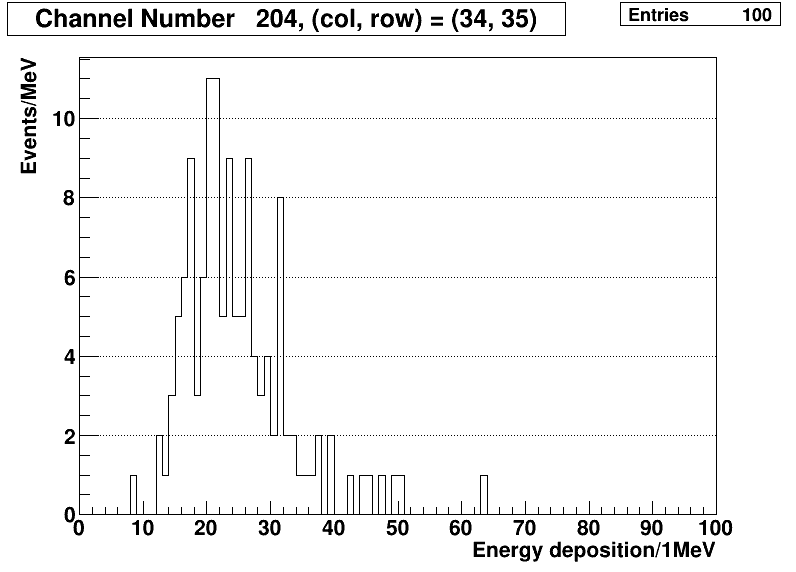 Channel Number 204, (col, row) = (34, 35)
Entries 100
Events/MeV
10
8
6
4
2
0
0 10 20 30 40 50 60 70 80 90 100
Energy deposition/1MeV